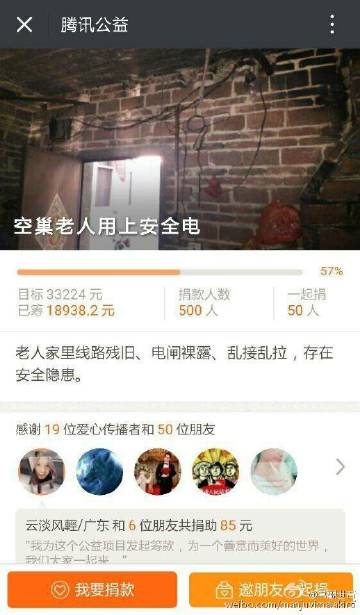 腾讯公益
空巢老人用上安全电
57%
目标 33224 元
捐款人数
一起捐
已筹 18938.2 元
500 人
50 人
老人家里线路残旧、电闸裸露、乱接乱拉，存在
安全隐患。
感谢 19 位爱心传播者和 50 位朋友
云淡风轻/广东 和 6 位朋友共捐助 85 元
“我为这个公益项目发起筹款，为一个善意而美好的世界，
我们大家一起来。”
我要捐款
邀朋友一起捐